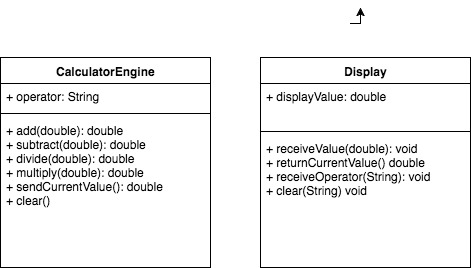 CalculatorEngine
+ operator: String
+ add(double): double
+ subtract(double): double
+ divide(double): double
+ multiply(double): double
+ sendCurrentValue(): double
+ clear()
Display
+ displayValue: double
+ receiveValue(double): void
+ returnCurrentValue() double
+ receiveOperator(String): void
+ clear(String) void